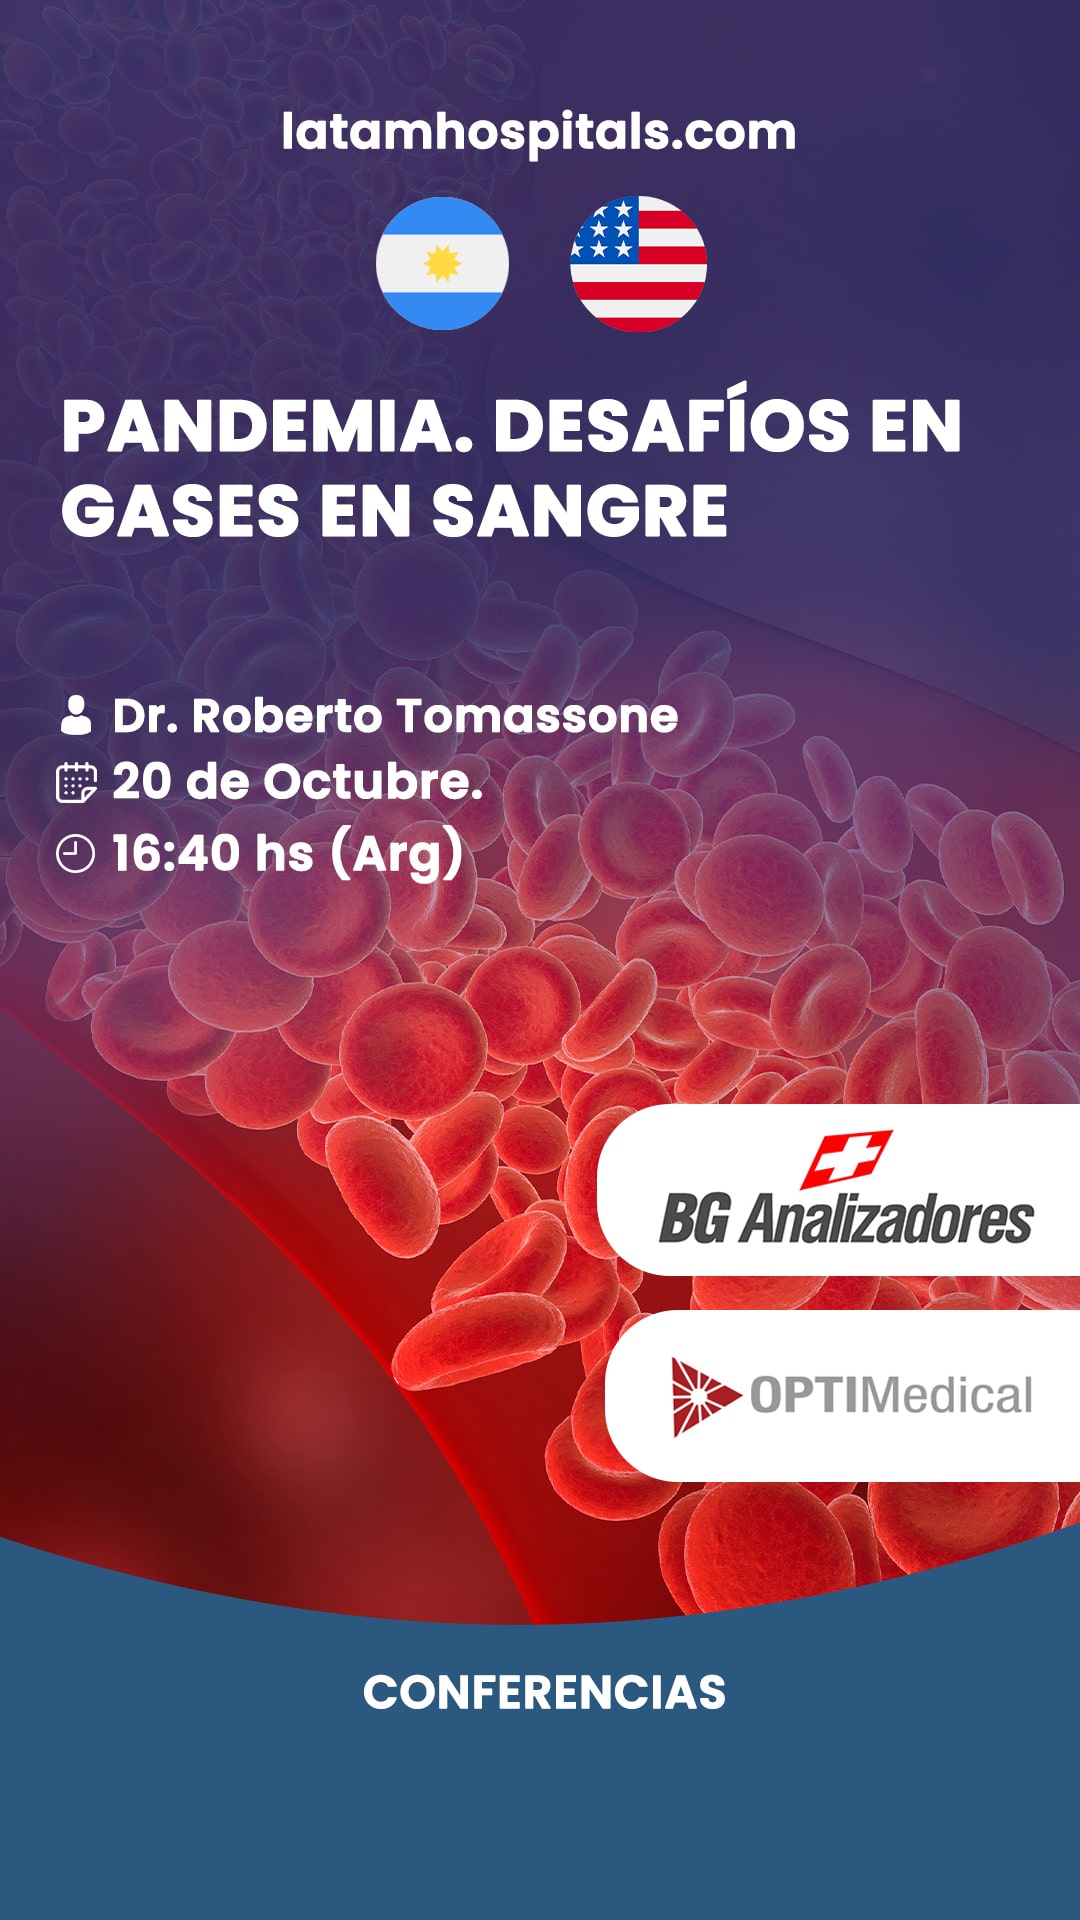 latamhospitals.com
PANDEMIA. DESAFÍOS EN
GASES EN SANGRE
Dr. Roberto Tomassone
20 de Octubre.
16:40 hs (Arg)
BG Analizadores
OPTIMedical
CONFERENCIAS